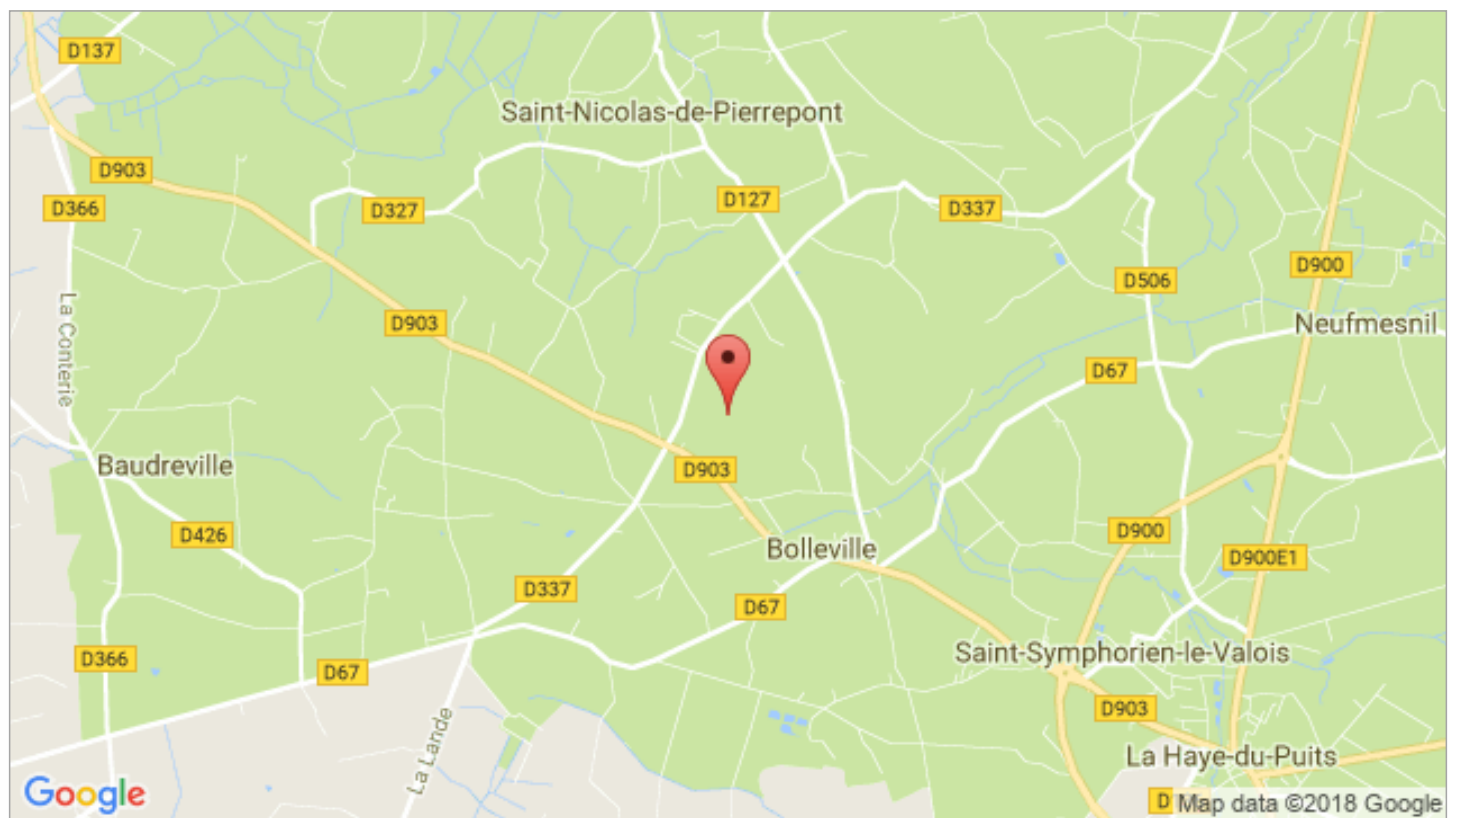 D137
Saint-Nicolas-de-Pierrepont
D903
D366
D327
D127
D337
D900
D506
La Conterie
D903
Neufmesnil
D67
Baudreville
D903
D426
D900
Bolleville
D900E1
D337
D67
Saint-Symphorien-le-Valois
D366
D67
D903
La Lande
La Haye-du-Puits
Google
D
Map data ©2018 Google